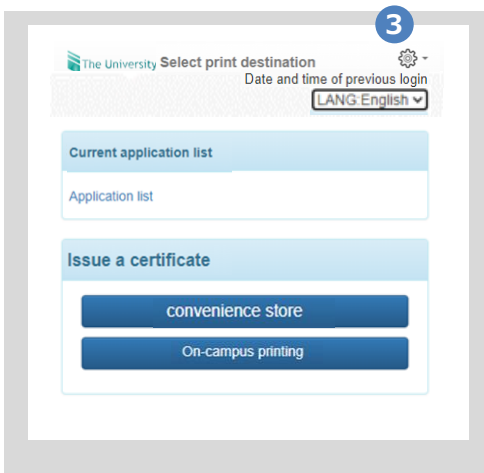 3
The University Select print destination
Date and time of previous login
LANG:English
Current application list
Application list
Issue a certificate
convenience store
On-campus printing